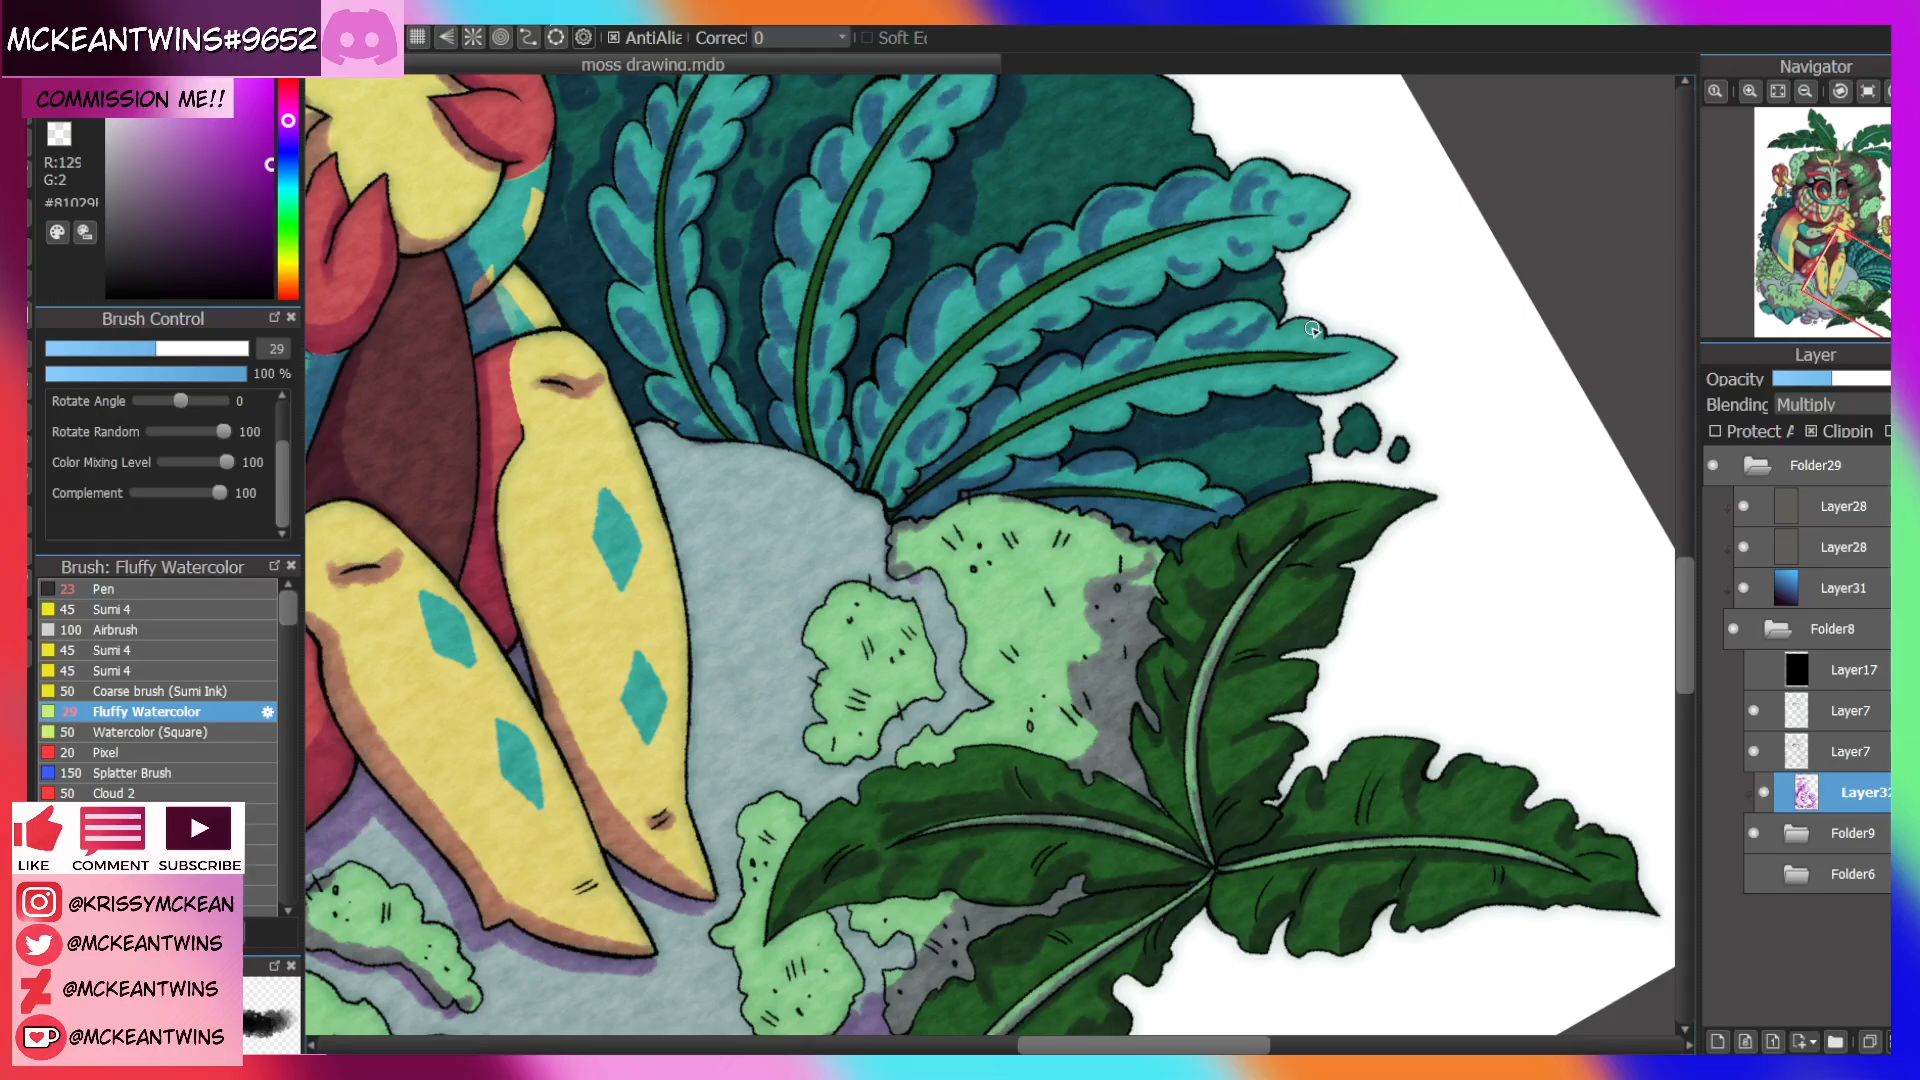 MCKEANTWINS#9652
AntiAlia
Correct
0
Soft E
moss drawing.mdp
COMMISSION ME!!
R:129
G:2
Navigator
Brush Control
29
100 %
Rotate Angle
0
Rotate Random
100
Color Mixing Level
100
Complement
100
Brush: Fluffy Watercolor
23 Pen
45 Sumi 4
100 Airbrush
45 Sumi 4
45 Sumi 4
50 Coarse brush (Sumi Ink)
29 Fluffy Watercolor
50 Watercolor (Square)
20 Pixel
150 Splatter Brush
50 Cloud 2
LIKE
COMMENT
SUBSCRIBE
@KRISSYMCKEAN
@MCKEANTWINS
@MCKEANTWINS
@MCKEANTWINS
Layer
Opacity
Blending
Multiply
Protect A
Clippin
Folder29
Layer28
Layer28
Layer31
Folder8
Layer17
Layer7
Layer7
Layer32
Folder9
Folder6